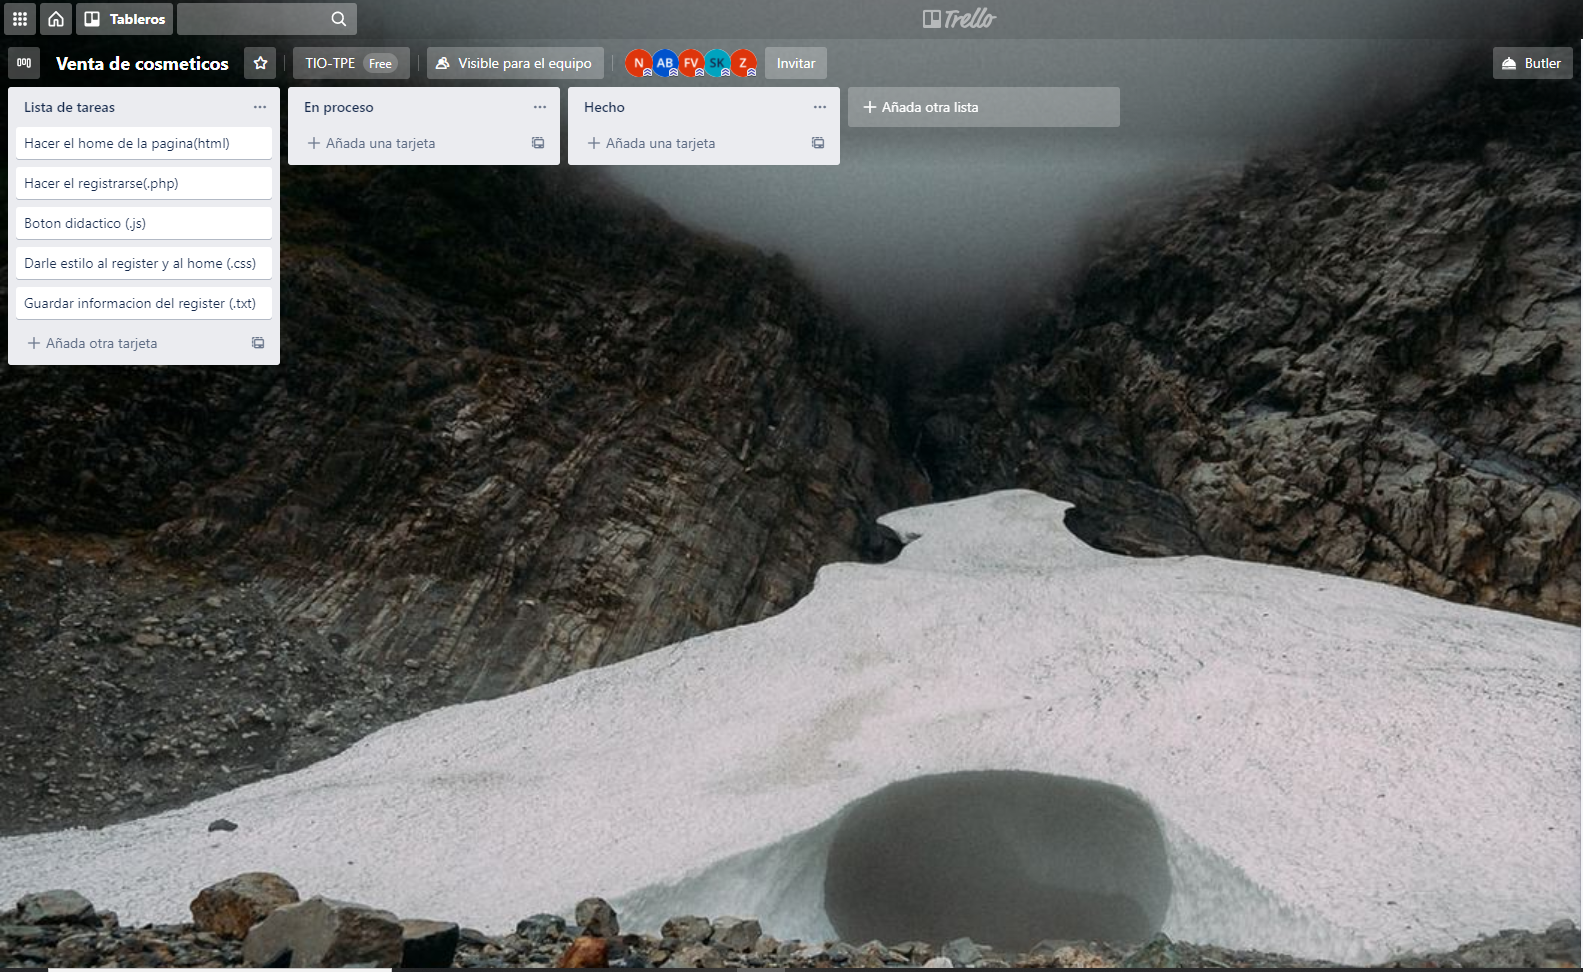 Tableros
Trello
Venta de cosmeticos
TIO-TPE Free
Visible para el equipo
N AB FV SK Z
Invitar
Butler
Lista de tareas
Hacer el home de la pagina(html)
Hacer el registrarse(.php)
Boton didactico (.js)
Darle estilo al register y al home (.css)
Guardar informacion del register (.txt)
Añada otra tarjeta
En proceso
Añada una tarjeta
Hecho
Añada una tarjeta
Añada otra lista